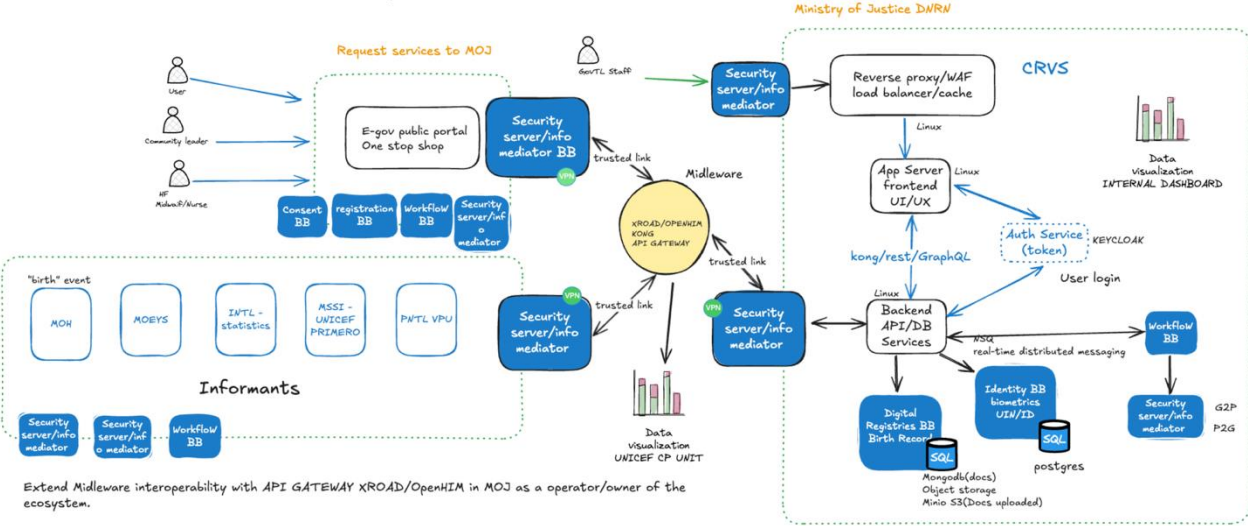 Ministry of Justice DNRN
Request services to MOJ
User
Community leader
HF
Midwaif/Nurse
E-gov public portal
One stop shop
Security
server/info
mediator BB
VPN
trusted link
Consent
BB
registration
BB
WorkfloW
BB
Security
server/inf
o
mediator
GovTL Staff
Security
server/info
mediator
Reverse proxy/WAF
load balancer/cache
CRVS
Linux
App Server
frontend
UI/UX
Linux
Data
visualization
INTERNAL DASHBOARD
Auth Service
(token)
KEYCLOAK
User login
kong/rest/GraphQL
Midleware
XROAD/OPENHIM
KONG
API GATEWAY
trusted link
trusted link
"birth" event
MOH
MOEYS
INTL -
statistics
MSSI -
UNICEF
PRIMERO
PNTL VPU
Informants
VPN
Security
server/info
mediator
VPN
Security
server/info
mediator
Linux
Backend
API/DB
Services
NSQ
real-time distributed messaging
WorkfloW
BB
Security
server/info
mediator
G2P
P2G
Identity BB
biometrics
UIN/ID
SQL
postgres
Digital
Registries BB
Birth Record
SQL
Mongodb(docs)
Object storage
Minio S3(Docs uploaded)
Data
visualization
UNICEF CP UNIT
Security
server/info
mediator
Security
server/inf
o mediator
WorkfloW
BB
Extend Midleware interoperability with API GATEWAY XROAD/OpenHIM in MOJ as a operator/owner of the
ecosystem.